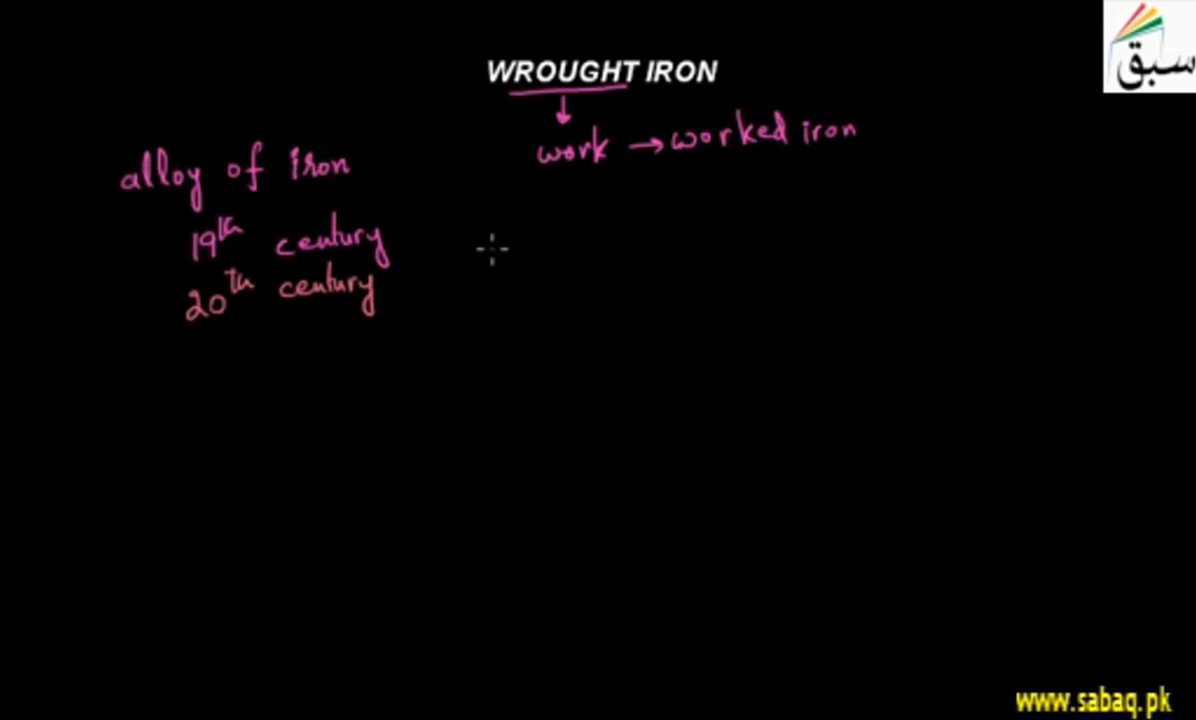 سبق
WROUGHT IRON
work → worked iron
alloy of iron
19th century
20th century
www.sabaq.pk